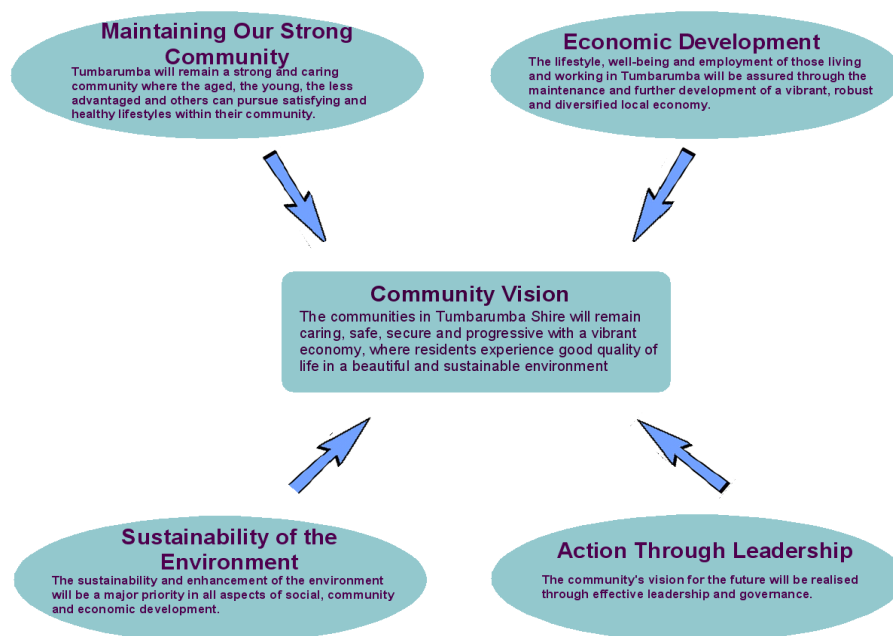 Maintaining Our Strong
Community
Tumbarumba will remain a strong and caring
community where the aged, the young, the less
advantaged and others can pursue satisfying and
healthy lifestyles within their community.
Economic Development
The lifestyle, well-being and employment of those living
and working in Tumbarumba will be assured through the
maintenance and further development of a vibrant, robust
and diversified local economy.
Community Vision
The communities in Tumbarumba Shire will remain
caring, safe, secure and progressive with a vibrant
economy, where residents experience good quality of
life in a beautiful and sustainable environment
Sustainability of the
Environment
The sustainability and enhancement of the environment
will be a major priority in all aspects of social, community
and economic development.
Action Through Leadership
The community's vision for the future will be realised
through effective leadership and governance.